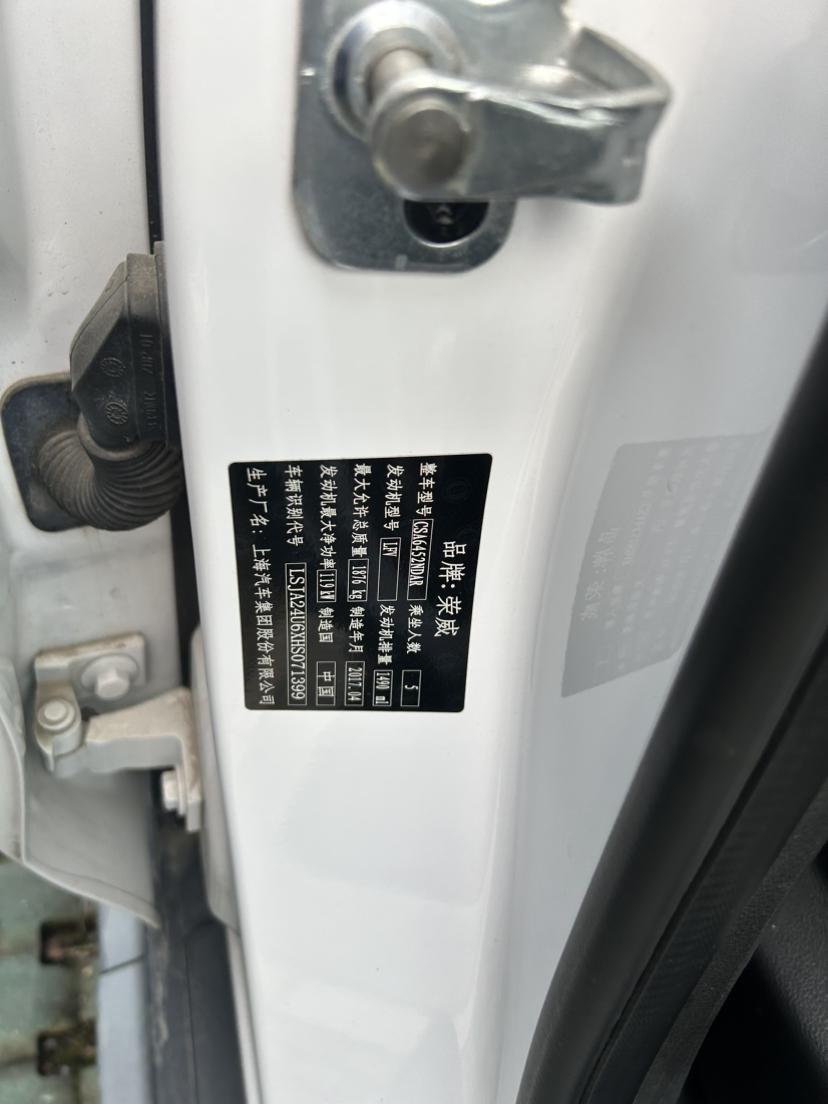 品牌: 荣威
整车型号 CSA6452NDAR 乘坐人数 5
发动机型号 LFV 发动机排量 1490 ml
最大允许总质量 1876 kg 制造年月 2017.04
发动机最大净功率 119 kW 制造国 中国
车辆识别代号 LSJA24U6XHS071399
生产厂名: 上海汽车集团股份有限公司